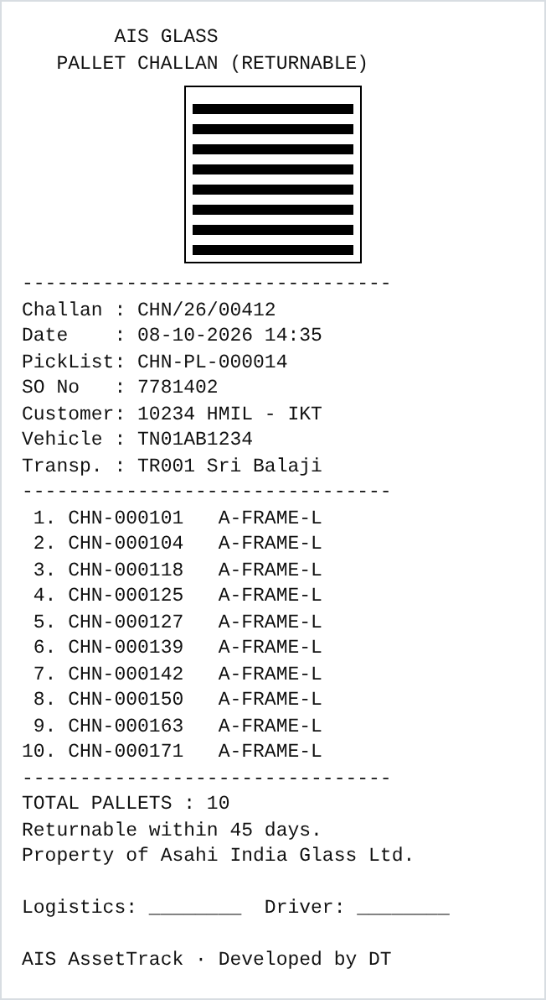 AIS GLASS
PALLET CHALLAN (RETURNABLE)
--------------------------------
Challan : CHN/26/00412
Date    : 08-10-2026 14:35
PickList: CHN-PL-000014
SO No   : 7781402
Customer: 10234 HMIL - IKT
Vehicle : TN01AB1234
Transp. : TR001 Sri Balaji
--------------------------------
 1. CHN-000101   A-FRAME-L
 2. CHN-000104   A-FRAME-L
 3. CHN-000118   A-FRAME-L
 4. CHN-000125   A-FRAME-L
 5. CHN-000127   A-FRAME-L
 6. CHN-000139   A-FRAME-L
 7. CHN-000142   A-FRAME-L
 8. CHN-000150   A-FRAME-L
 9. CHN-000163   A-FRAME-L
10. CHN-000171   A-FRAME-L
--------------------------------
TOTAL PALLETS : 10
Returnable within 45 days.
Property of Asahi India Glass Ltd.
Logistics: ________  Driver: ________
AIS AssetTrack · Developed by DT